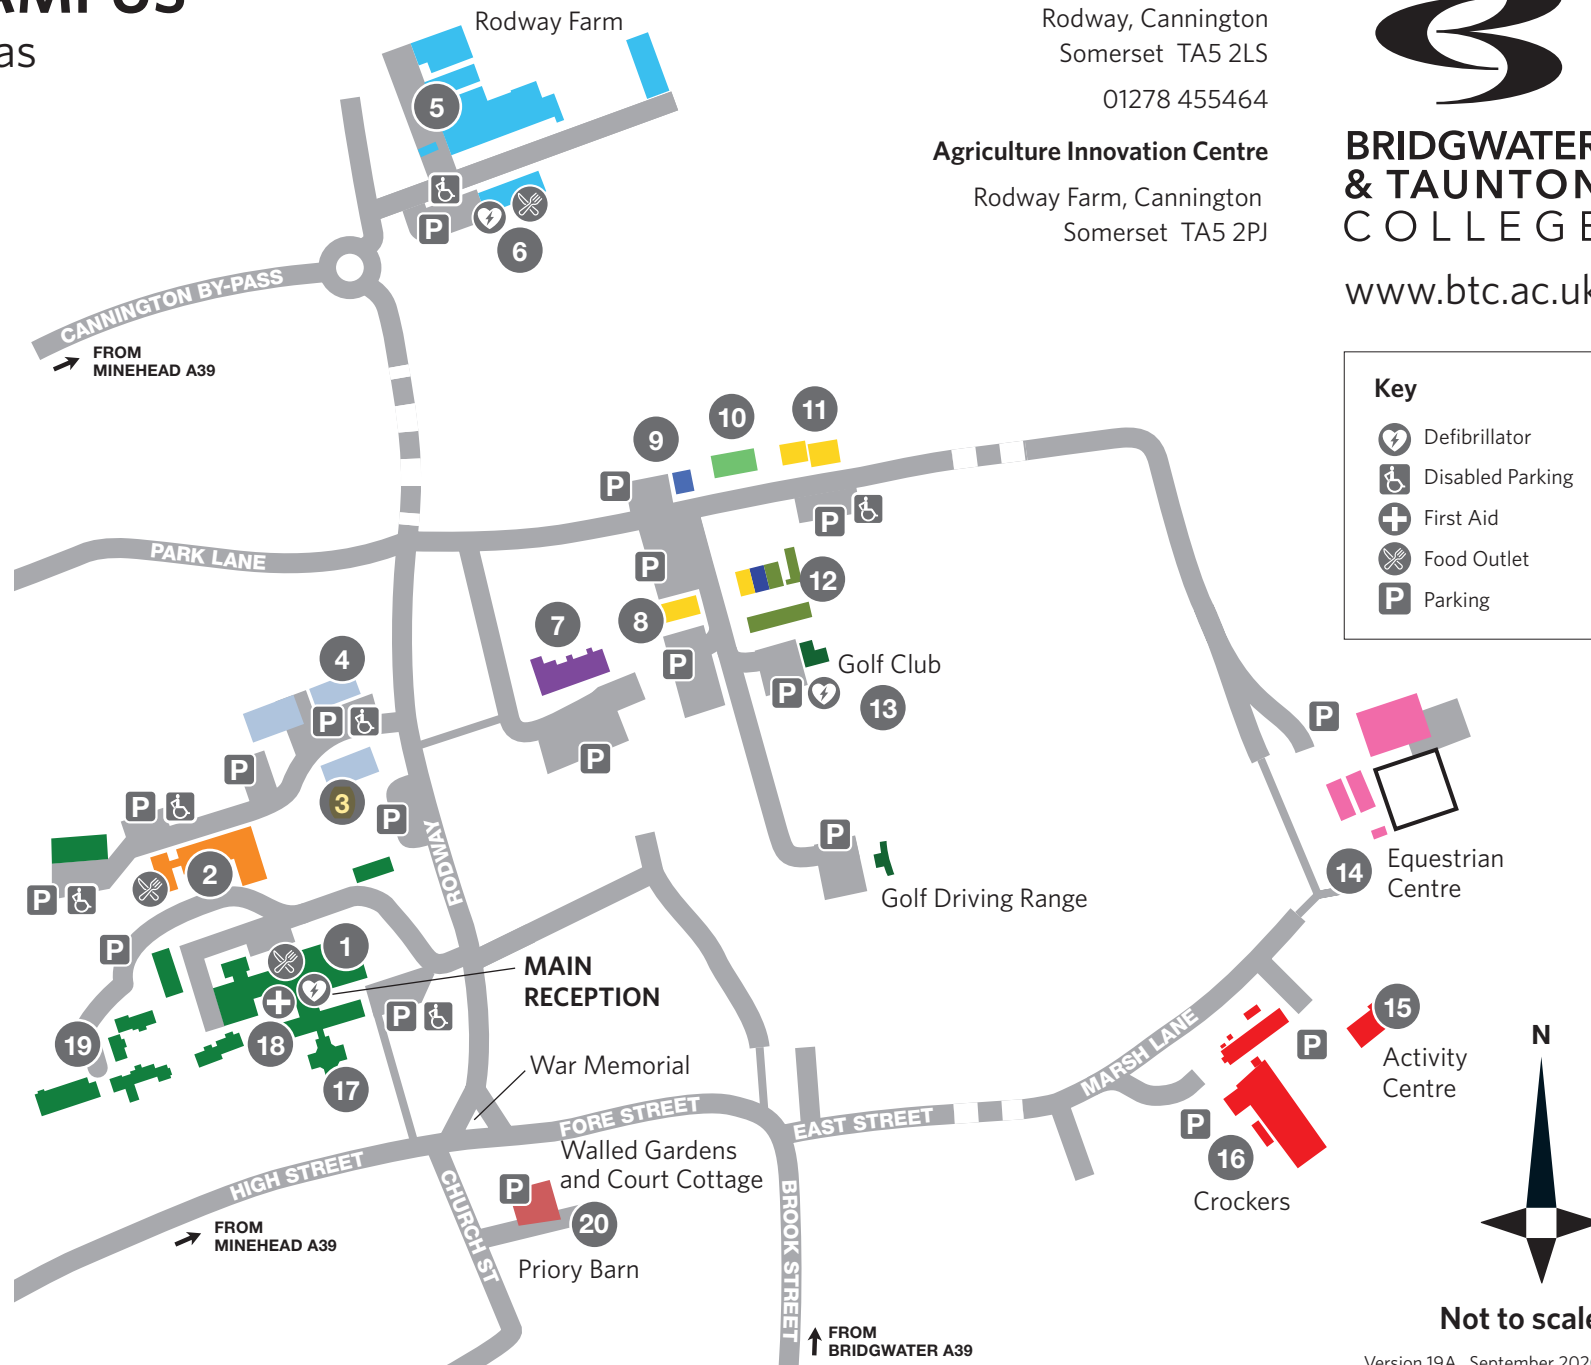 as
Rodway Farm
Rodway, Cannington
Somerset TA5 2LS
01278 455464
Agriculture Innovation Centre
Rodway Farm, Cannington
Somerset TA5 2PJ
BRIDGWATER
& TAUNTON
COLLEGE
www.btc.ac.uk
Key
Defibrillator
Disabled Parking
First Aid
Food Outlet
P Parking
5
P
6
CANNINGTON BY-PASS
FROM
MINEHEAD A39
9
10
11
P
P
PARK LANE
P
12
8
7
P
4
Golf Club
P
13
P
P
P
P
3
P
P
P
RODWAY
2
P
Golf Driving Range
14
Equestrian
Centre
P
1
MAIN
RECEPTION
P
19
18
17
War Memorial
MARSH LANE
15
P
Activity
Centre
FORE STREET
EAST STREET
P
16
Crockers
HIGH STREET
Walled Gardens
and Court Cottage
P
CHURCH ST
20
Priory Barn
BROOK STREET
FROM
MINEHEAD A39
FROM
BRIDGWATER A39
N
Not to scale
Version 19A September